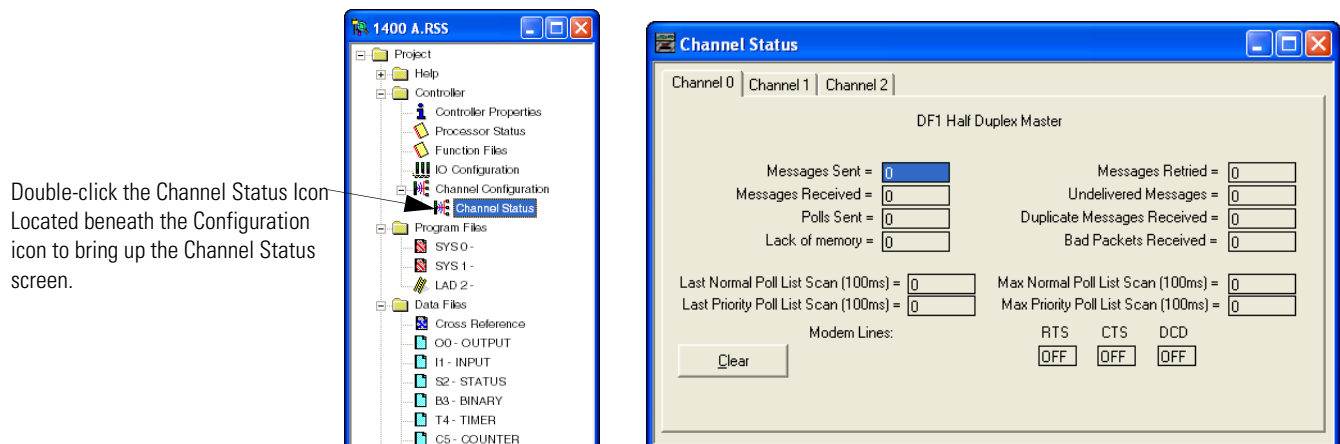 Double-click the Channel Status Icon
Located beneath the Configuration
icon to bring up the Channel Status
screen.
1400 A.RSS
Project
Help
Controller
Controller Properties
Processor Status
Function Files
IO Configuration
Channel Configuration
Channel Status
Program Files
SYS 0 -
SYS 1 -
LAD 2 -
Data Files
Cross Reference
O0 - OUTPUT
I1 - INPUT
S2 - STATUS
B3 - BINARY
T4 - TIMER
C5 - COUNTER
Channel Status
Channel 0 Channel 1 Channel 2
DF1 Half Duplex Master
Messages Sent = 0 Messages Retried = 0
Messages Received = 0 Undelivered Messages = 0
Polls Sent = 0 Duplicate Messages Received = 0
Lack of memory = 0 Bad Packets Received = 0
Last Normal Poll List Scan (100ms) = 0 Max Normal Poll List Scan (100ms) = 0
Last Priority Poll List Scan (100ms) = 0 Max Priority Poll List Scan (100ms) = 0
Modem Lines: RTS CTS DCD
Clear OFF OFF OFF